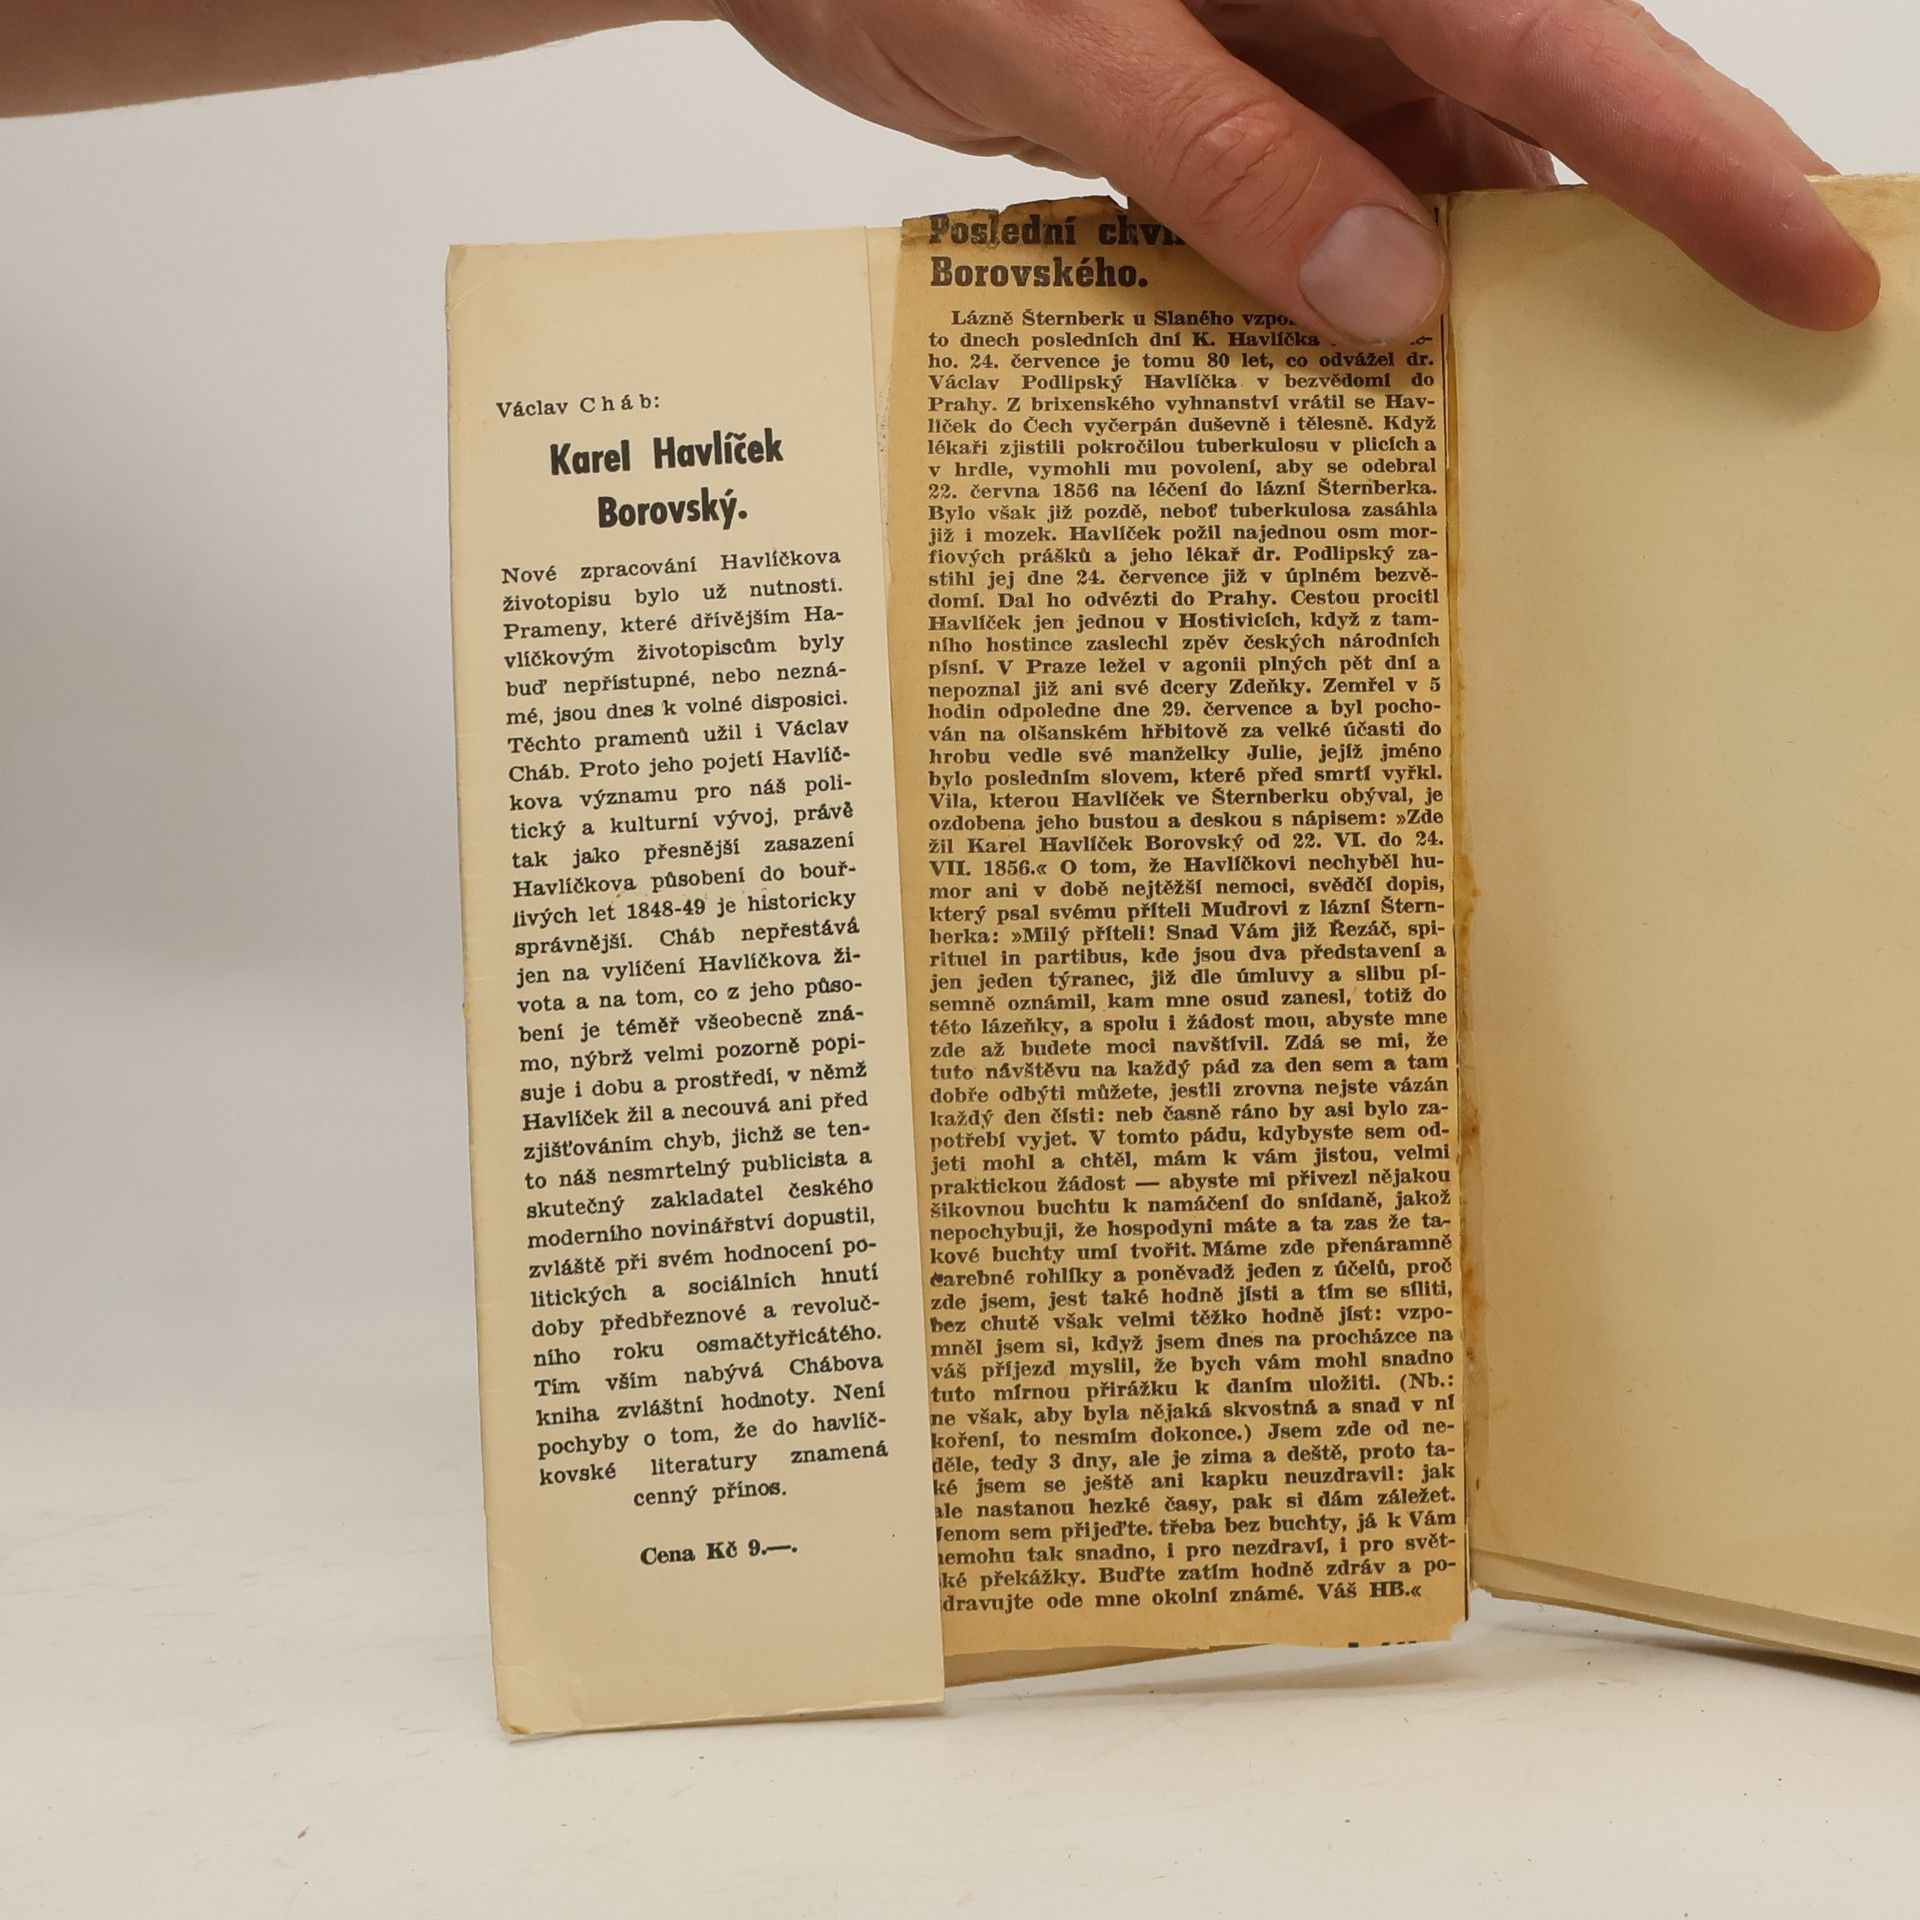 Václav Cháb:
Karel Havlíček
Borovský.
Nové zpracování Havlíčkova
životopisu bylo už nutností.
Prameny, které dřívějším Ha-
vlíčkovým životopiscům byly
buď nepřístupné, nebo nezná-
mé, jsou dnes k volné disposici.
Těchto pramenů užil i Václav
Cháb. Proto jeho pojetí Havlíč-
kova významu pro náš poli-
tický a kulturní vývoj, právě
tak jako přesnější zasazení
Havlíčkova působení do bouř-
livých let 1848-49 je historicky
správnější. Cháb nepřestává
jen na vylíčení Havlíčkova ži-
vota a na tom, co z jeho půso-
bení je téměř všeobecně zná-
mo, nýbrž velmi pozorně popi-
suje i dobu a prostředí, v němž
Havlíček žil a necouvá ani před
zjišťováním chyb, jichž se ten-
to náš nesmrtelný publicista a
skutečný zakladatel českého
moderního novinářství dopustil,
zvláště při svém hodnocení po-
litických a sociálních hnutí
doby předbřeznové a revoluč-
ního roku osmačtyřicátého.
Tím vším nabývá Chábova
kniha zvláštní hodnoty. Není
pochyby o tom, že do havlíč-
kovské literatury znamená
cenný přínos.
Cena Kč 9.—.
Poslední
Borovského.
Lázně Šternberk u Slaného
to dnech posledních dní K. Havlíčka
ho. 24. července je tomu 80 let, co odvážel dr.
Václav Podlipský Havlíčka v bezvědomí do
Prahy. Z brixenského vyhnanství vrátil se Hav-
líček do Čech vyčerpán duševně i tělesně. Když
lékaři zjistili pokročilou tuberkulosu v plicích a
v hrdle, vymohli mu povolení, aby se odebral
22. června 1856 na léčení do lázní Šternberka.
Bylo však již pozdě, neboť tuberkulosa zasáhla
již i mozek. Havlíček požil najednou osm mor-
fiových prášků a jeho lékař dr. Podlipský za-
stihl jej dne 24. července již v úplném bezvě-
domí. Dal ho odvézti do Prahy. Cestou procitl
Havlíček jen jednou v Hostivicích, když z tam-
ního hostince zaslechl zpěv českých národních
písní. V Praze ležel v agonii plných pět dní a
nepoznal již ani své dcery Zdeňky. Zemřel v 5
hodin odpoledne dne 29. července a byl pocho-
ván na olšanském hřbitově za velké účasti do
hrobu vedle své manželky Julie, jejíž jméno
bylo posledním slovem, které před smrtí vyřkl.
Vila, kterou Havlíček ve Šternberku obýval, je
ozdobena jeho bustou a deskou s nápisem: »Zde
žil Karel Havlíček Borovský od 22. VI. do 24.
VII. 1856.« O tom, že Havlíčkovi nechyběl hu-
mor ani v době nejtěžší nemoci, svědčí dopis,
který psal svému příteli Mudrovi z lázní Štern-
berka: »Milý příteli! Snad Vám již Řezáč, spi-
rituel in partibus, kde jsou dva představení a
jen jeden týranec, již dle úmluvy a slibu pí-
semně oznámil, kam mne osud zanesl, totiž do
této lázeňky, a spolu i žádost mou, abyste mne
zde až budete moci navštívil. Zdá se mi, že
tuto návštěvu na každý pád za den sem a tam
dobře odbýti můžete, jestli zrovna nejste vázán
každý den čísti: neb časně ráno by asi bylo za-
potřebí vyjet. V tomto pádu, kdybyste sem od-
jeti mohl a chtěl, mám k vám jistou, velmi
praktickou žádost — abyste mi přivezl nějakou
šikovnou buchtu k namáčení do snídaně, jakož
nepochybuji, že hospodyni máte a ta zas že ta-
kové buchty umí tvořit. Máme zde přenáramně
darebné rohlíky a poněvadž jeden z účelů, proč
zde jsem, jest také hodně jísti a tím se síliti,
bez chutě však velmi těžko hodně jíst: vzpo-
mněl jsem si, když jsem dnes na procházce na
váš příjezd myslil, že bych vám mohl snadno
tuto mírnou přirážku k daním uložiti. (Nb.:
ne však, aby byla nějaká skvostná a snad v ní
koření, to nesmím dokonce.) Jsem zde od ne-
děle, tedy 3 dny, ale je zima a deště, proto ta-
ké jsem se ještě ani kapku neuzdravil: jak
ale nastanou hezké časy, pak si dám záležet.
Jenom sem přijeďte. třeba bez buchty, já k Vám
nemohu tak snadno, i pro nezdraví, i pro svět-
ské překážky. Buďte zatím hodně zdráv a po-
zdravujte ode mne okolní známé. Váš HB.«